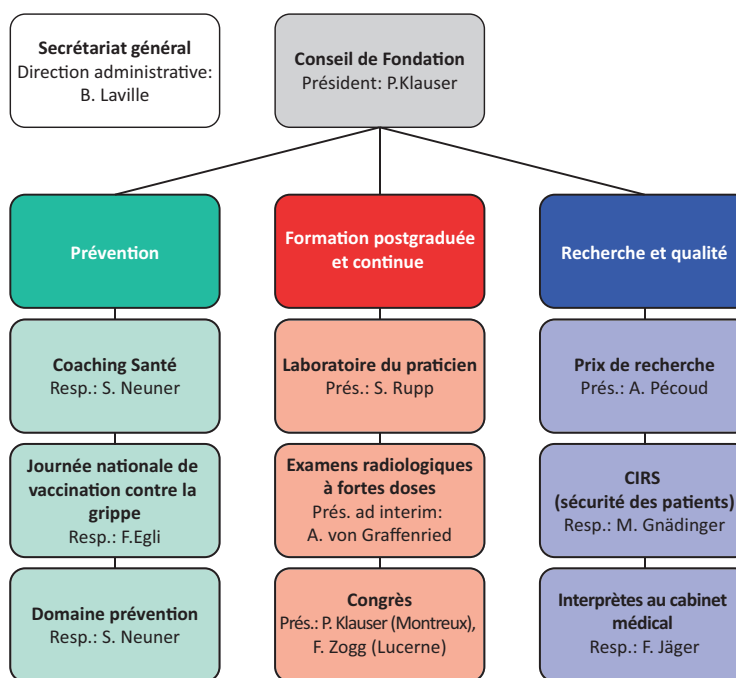 Secrétariat général
Direction administrative:
B. Laville
Conseil de Fondation
Président: P.Klauser
Prévention
Formation postgraduée
et continue
Recherche et qualité
Coaching Santé
Resp.: S. Neuner
Laboratoire du praticien
Prés.: S. Rupp
Prix de recherche
Prés.: A. Pécoud
Journée nationale de
vaccination contre la
grippe
Resp.: F.Egli
Examens radiologiques
à fortes doses
Prés. ad interim:
A. von Graffenried
CIRS
(sécurité des patients)
Resp.: M. Gnädinger
Domaine prévention
Resp.: S. Neuner
Congrès
Prés.: P. Klauser (Montreux),
F. Zogg (Lucerne)
Interprètes au cabinet
médical
Resp.: F. Jäger